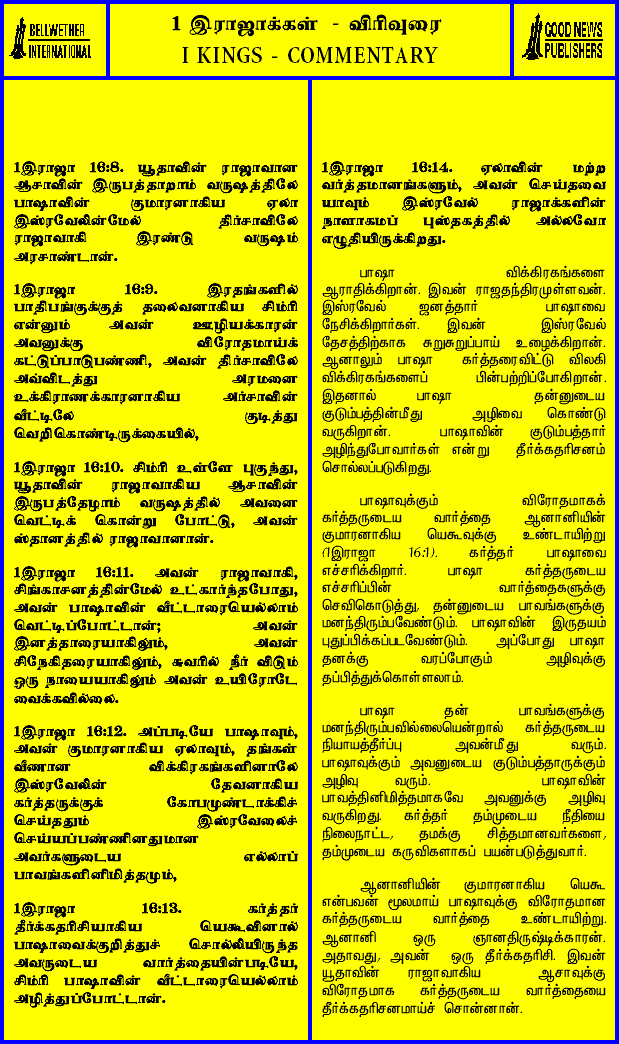 BELLWETHER
INTERNATIONAL
1 இராஜாக்கள் - விரிவுரை
I KINGS - COMMENTARY
GOOD NEWS
PUBLISHERS
1இராஜா 16:8. யூதாவின் ராஜாவான
ஆசாவின் இருபத்தாறாம் வருஷத்திலே
பாஷாவின் குமாரனாகிய ஏலா
இஸ்ரவேலின்மேல் திர்சாவிலே
ராஜாவாகி இரண்டு வருஷம்
அரசாண்டான்.
1இராஜா 16:9. இரதங்களில்
பாதிபங்குக்குத் தலைவனாகிய சிம்ரி
என்னும் அவன் ஊழியக்காரன்
அவனுக்கு விரோதமாய்க்
கட்டுப்பாடுபண்ணி, அவன் திர்சாவிலே
அவ்விடத்து அரமனை
உக்கிராணக்காரனாகிய அர்சாவின்
வீட்டிலே குடித்து
வெறிகொண்டிருக்கையில்,
1இராஜா 16:10. சிம்ரி உள்ளே புகுந்து,
யூதாவின் ராஜாவாகிய ஆசாவின்
இருபத்தேழாம் வருஷத்தில் அவனை
வெட்டிக் கொன்று போட்டு, அவன்
ஸ்தானத்தில் ராஜாவானான்.
1இராஜா 16:11. அவன் ராஜாவாகி,
சிங்காசனத்தின்மேல் உட்கார்ந்தபோது,
அவன் பாஷாவின் வீட்டாரையெல்லாம்
வெட்டிப்போட்டான்; அவன்
இனத்தாரையாகிலும், அவன்
சிநேகிதரையாகிலும், சுவரில் நீர் விடும்
ஒரு நாயையாகிலும் அவன் உயிரோடே
வைக்கவில்லை.
1இராஜா 16:12. அப்படியே பாஷாவும்,
அவன் குமாரனாகிய ஏலாவும், தங்கள்
வீணான விக்கிரகங்களினாலே
இஸ்ரவேலின் தேவனாகிய
கர்த்தருக்குக் கோபமுண்டாக்கிச்
செய்ததும் இஸ்ரவேலைச்
செய்யப்பண்ணினதுமான
அவர்களுடைய எல்லாப்
பாவங்களினிமித்தமும்,
1இராஜா 16:13. கர்த்தர்
தீர்க்கதரிசியாகிய யெகூவினால்
பாஷாவைக்குறித்துச் சொல்லியிருந்த
அவருடைய வார்த்தையின்படியே,
சிம்ரி பாஷாவின் வீட்டாரையெல்லாம்
அழித்துப்போட்டான்.
1இராஜா 16:14. ஏலாவின் மற்ற
வர்த்தமானங்களும், அவன் செய்தவை
யாவும் இஸ்ரவேல் ராஜாக்களின்
நாளாகமப் புஸ்தகத்தில் அல்லவோ
எழுதியிருக்கிறது.
பாஷா விக்கிரகங்களை
ஆராதிக்கிறான். இவன் ராஜதந்திரமுள்ளவன்.
இஸ்ரவேல் ஜனத்தார் பாஷாவை
நேசிக்கிறார்கள். இவன் இஸ்ரவேல்
தேசத்திற்காக சுறுசுறுப்பாய் உழைக்கிறான்.
ஆனாலும் பாஷா கர்த்தரைவிட்டு விலகி
விக்கிரகங்களைப் பின்பற்றிப்போகிறான்.
இதனால் பாஷா தன்னுடைய
குடும்பத்தின்மீது அழிவை கொண்டு
வருகிறான். பாஷாவின் குடும்பத்தார்
அழிந்துபோவார்கள் என்று தீர்க்கதரிசனம்
சொல்லப்படுகிறது.
பாஷாவுக்கும் விரோதமாகக்
கர்த்தருடைய வார்த்தை ஆனானியின்
குமாரனாகிய யெகூவுக்கு உண்டாயிற்று
(1இராஜா 16:1). கர்த்தர் பாஷாவை
எச்சரிக்கிறார். பாஷா கர்த்தருடைய
எச்சரிப்பின் வார்த்தைகளுக்கு
செவிகொடுத்து, தன்னுடைய பாவங்களுக்கு
மனந்திரும்பவேண்டும். பாஷாவின் இருதயம்
புதுப்பிக்கப்படவேண்டும். அப்போது பாஷா
தனக்கு வரப்போகும் அழிவுக்கு
தப்பித்துக்கொள்ளலாம்.
பாஷா தன் பாவங்களுக்கு
மனந்திரும்பவில்லையென்றால் கர்த்தருடைய
நியாயத்தீர்ப்பு அவன்மீது வரும்.
பாஷாவுக்கும் அவனுடைய குடும்பத்தாருக்கும்
அழிவு வரும். பாஷாவின்
பாவத்தினிமித்தமாகவே அவனுக்கு அழிவு
வருகிறது. கர்த்தர் தம்முடைய நீதியை
நிலைநாட்ட, தமக்கு சித்தமானவர்களை,
தம்முடைய கருவிகளாகப் பயன்படுத்துவார்.
ஆனானியின் குமாரனாகிய யெகூ
என்பவன் மூலமாய் பாஷாவுக்கு விரோதமான
கர்த்தருடைய வார்த்தை உண்டாயிற்று.
ஆனானி ஒரு ஞானதிருஷ்டிக்காரன்.
அதாவது, அவன் ஒரு தீர்க்கதரிசி. இவன்
யூதாவின் ராஜாவாகிய ஆசாவுக்கு
விரோதமாக கர்த்தருடைய வார்த்தையை
தீர்க்கதரிசனமாய்ச் சொன்னான்.